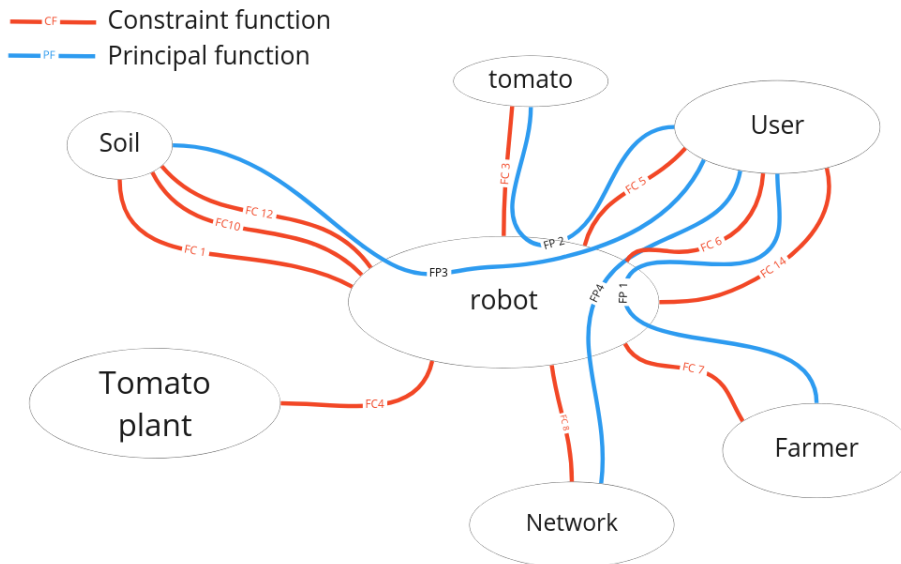 CF Constraint function
PF Principal function
tomato
User
Soil
FC 3
FC 5
FC 12
FC10
FC 1
FP 2
FC 6
FC 14
FP3
FP4
FP 1
robot
Tomato
plant
FC4
FC 7
FC 8
Farmer
Network